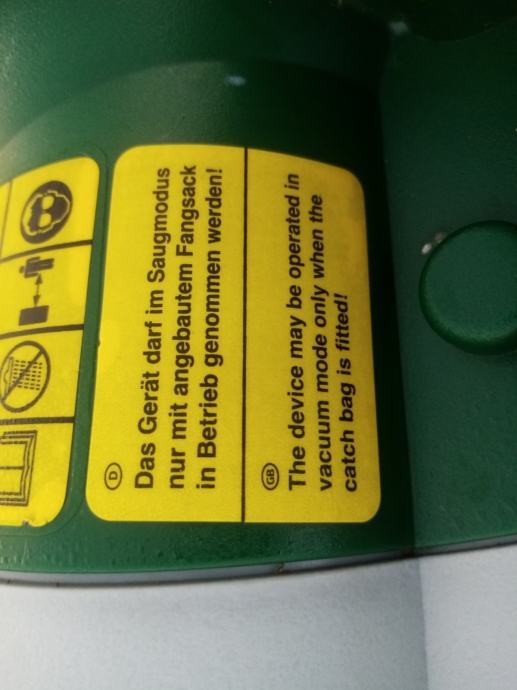 D
Das Gerät darf im Saugmodus
nur mit angebautem Fangsack
in Betrieb genommen werden!
GB
The device may be operated in
vacuum mode only when the
catch bag is fitted!